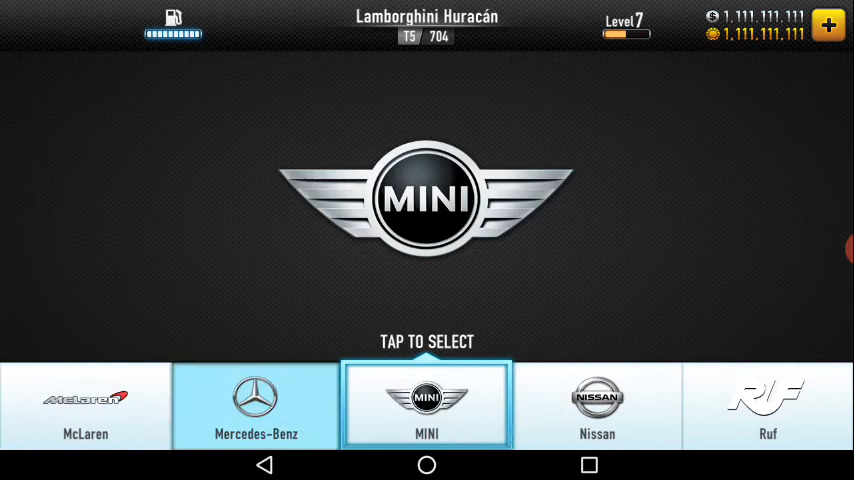 Lamborghini Huracán
T5 704
Level 7
1,111,111,111
1,111,111,111
+
MINI
TAP TO SELECT
McLaren
MINI
NISSAN
RUF
McLaren
Mercedes-Benz
MINI
Nissan
Ruf